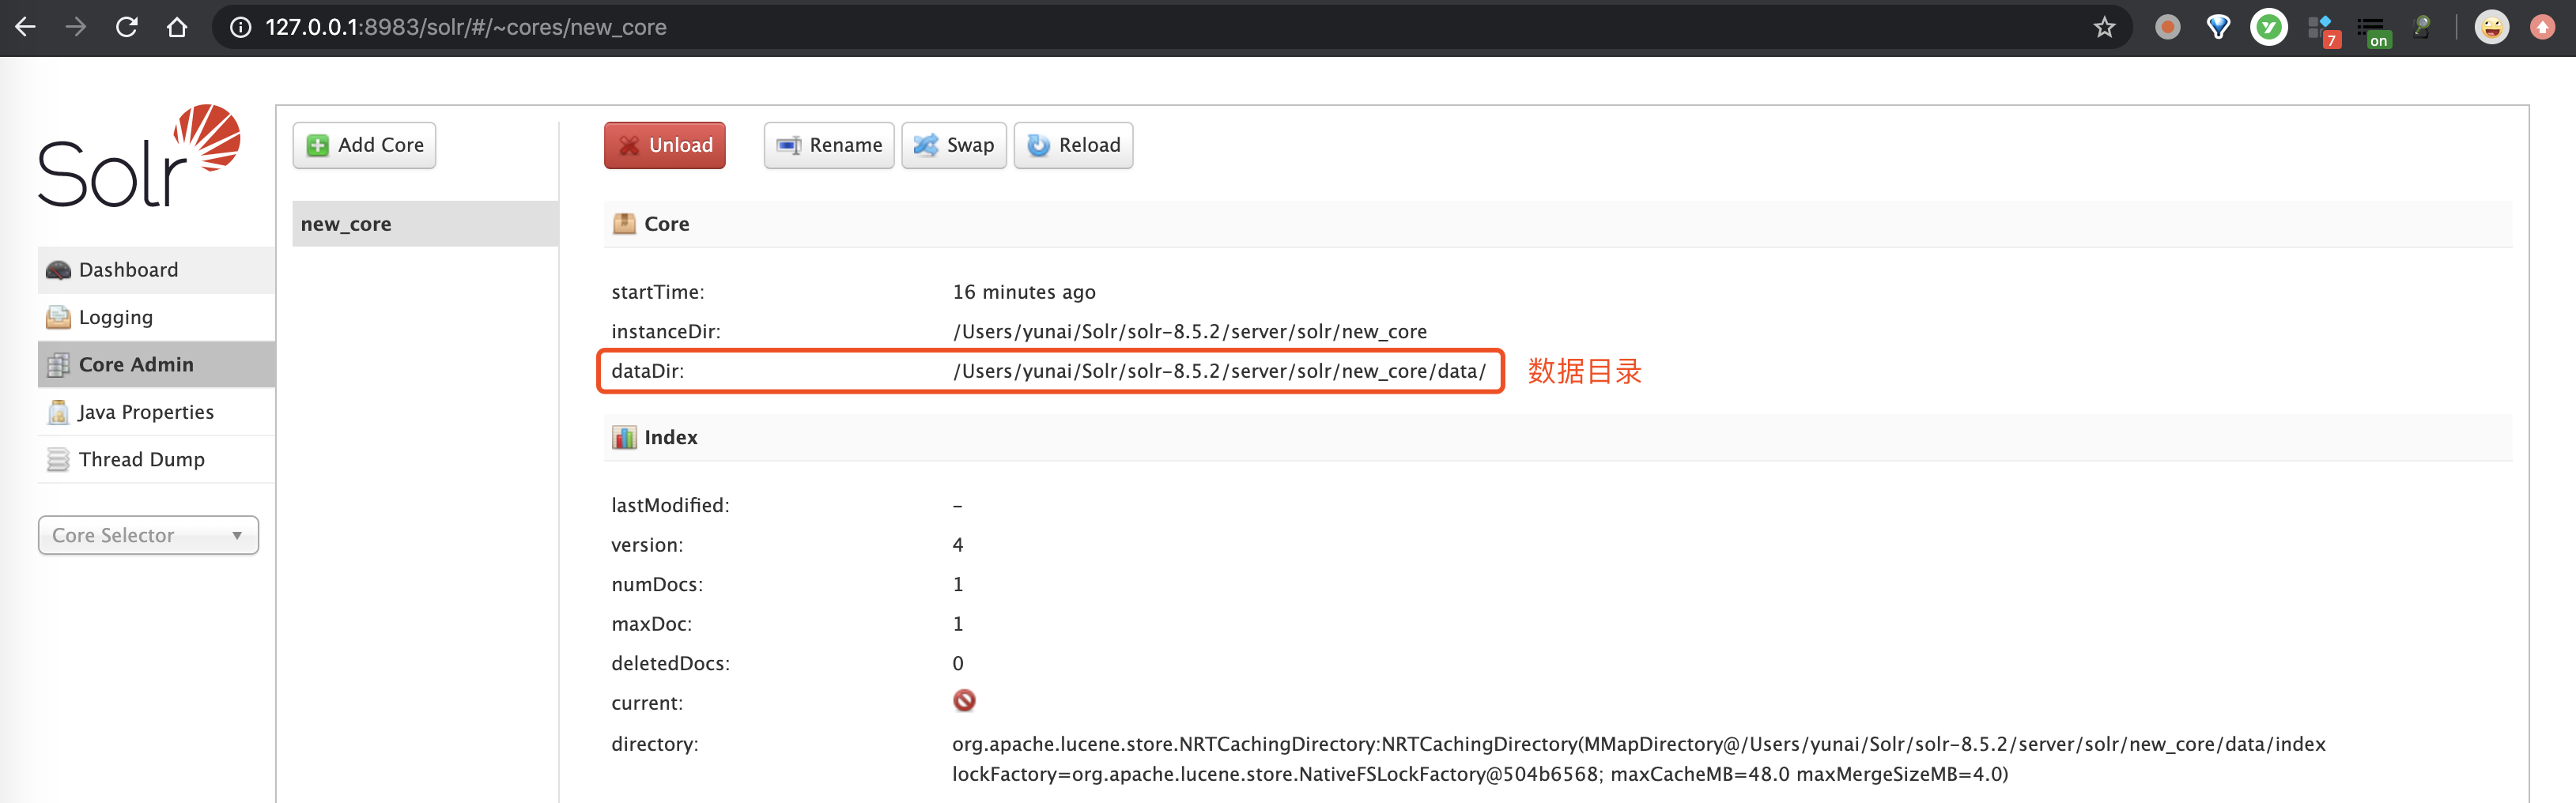 127.0.0.1:8983/solr/#/~cores/new_core
7
on
Solr
Add Core
Unload
Rename
Swap
Reload
new_core
Core
Dashboard
Logging
Core Admin
Java Properties
Thread Dump
Core Selector
startTime: 16 minutes ago
instanceDir: /Users/yunai/Solr/solr-8.5.2/server/solr/new_core
dataDir: /Users/yunai/Solr/solr-8.5.2/server/solr/new_core/data/ 数据目录
Index
lastModified: –
version: 4
numDocs: 1
maxDoc: 1
deletedDocs: 0
current:
directory: org.apache.lucene.store.NRTCachingDirectory:NRTCachingDirectory(MMapDirectory@/Users/yunai/Solr/solr-8.5.2/server/solr/new_core/data/index
lockFactory=org.apache.lucene.store.NativeFSLockFactory@504b6568; maxCacheMB=48.0 maxMergeSizeMB=4.0)